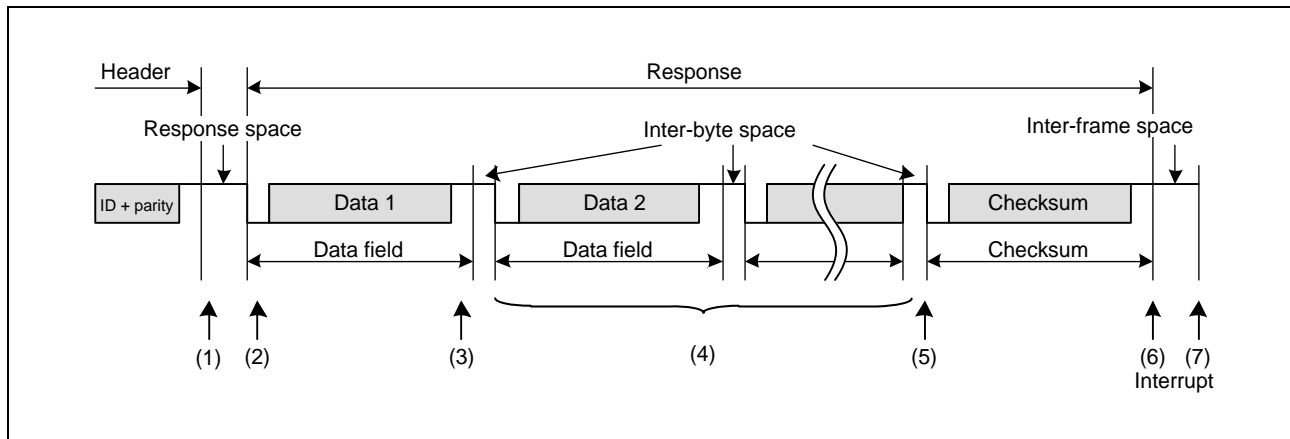 Header
Response
Response space
Inter-byte space
Inter-frame space
ID + parity
Data 1
Data 2
Checksum
Data field
Data field
Checksum
(1)
(2)
(3)
(4)
(5)
(6)
(7)
Interrupt